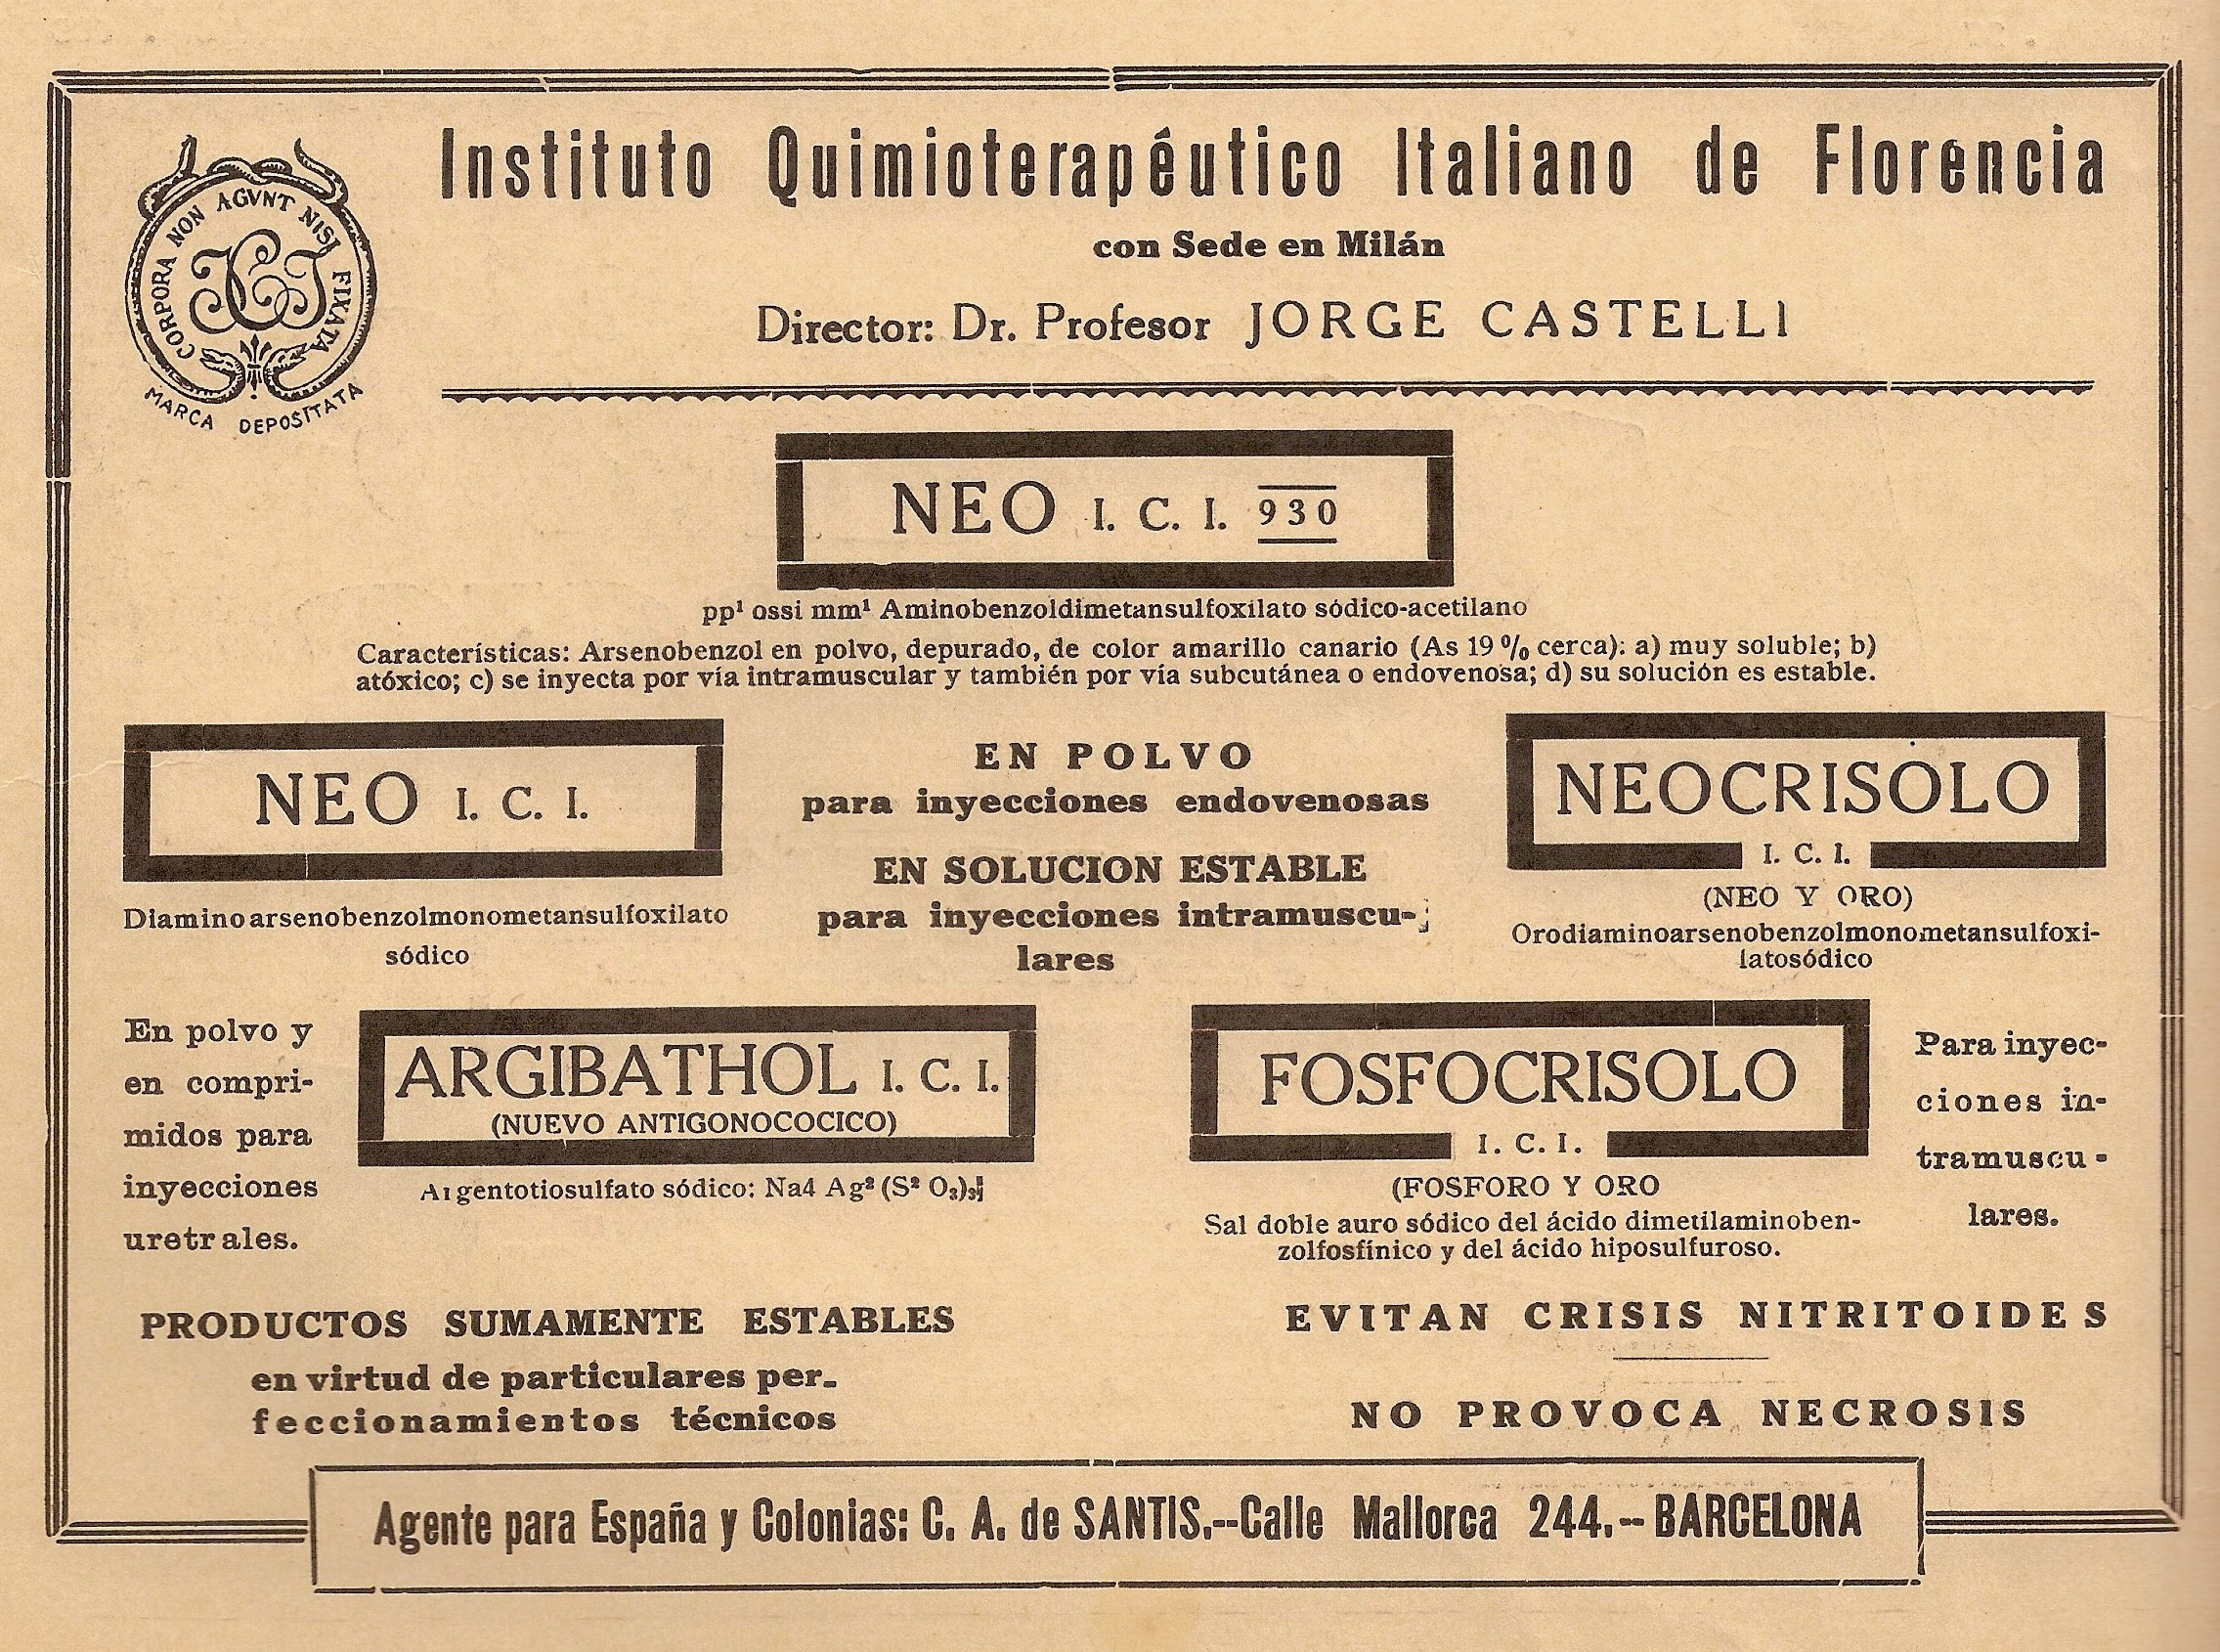 CORPORA NON AGVNT NISI FIXATA
ICI
MARCA DEPOSITATA
Instituto Quimioterapéutico Italiano de Florencia
con Sede en Milán
Director: Dr. Profesor JORGE CASTELLI
NEO I. C. I. 930
pp¹ ossi mm¹ Aminobenzoldimetansulfoxilato sódico-acetilano
Características: Arsenobenzol en polvo, depurado, de color amarillo canario (As 19 % cerca): a) muy soluble; b)
atóxico; c) se inyecta por vía intramuscular y también por vía subcutánea o endovenosa; d) su solución es estable.
NEO I. C. I.
Diaminoarsenobenzolmonometansulfoxilato
sódico
EN POLVO
para inyecciones endovenosas
EN SOLUCION ESTABLE
para inyecciones intramuscu-
lares
NEOCRISOLO
I. C. I.
(NEO Y ORO)
Orodiaminoarsenobenzolmonometansulfoxi-
latosódico
En polvo y
en compri-
midos para
inyecciones
uretrales.
ARGIBATHOL I. C. I.
(NUEVO ANTIGONOCOCICO)
Argentotiosulfato sódico: Na4 Ag² (S² O₃)₃
FOSFOCRISOLO
I. C. I.
(FOSFORO Y ORO
Sal doble auro sódico del ácido dimetilaminoben-
zolfosfínico y del ácido hiposulfuroso.
Para inyec-
ciones in-
tramuscu-
lares.
PRODUCTOS SUMAMENTE ESTABLES
en virtud de particulares per-
feccionamientos técnicos
EVITAN CRISIS NITRITOIDES
NO PROVOCA NECROSIS
Agente para España y Colonias: C. A. de SANTIS.--Calle Mallorca 244.--BARCELONA